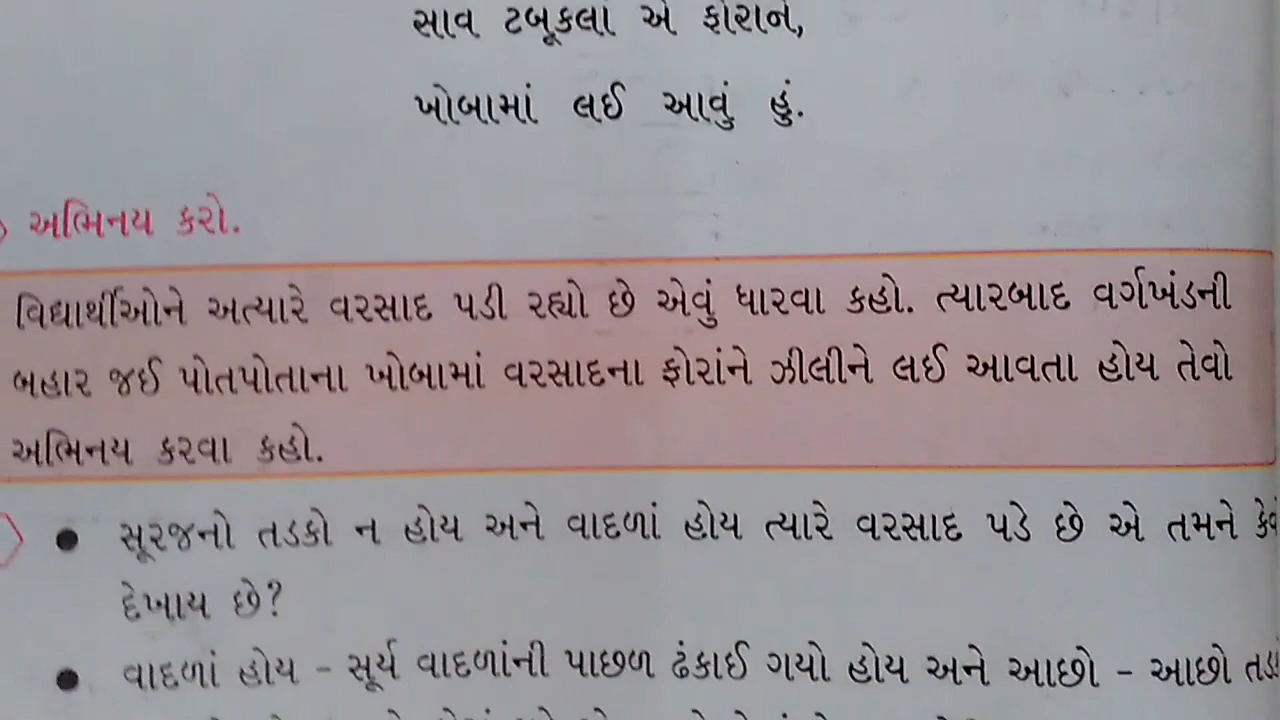 સાવ ટબૂકલાં એ ફોરાંને,
ખોબામાં લઈ આવું હું.
અભિનય કરો.
વિદ્યાર્થીઓને અત્યારે વરસાદ પડી રહ્યો છે એવું ધારવા કહો. ત્યારબાદ વર્ગખંડની
બહાર જઈ પોતપોતાના ખોબામાં વરસાદના ફોરાંને ઝીલીને લઈ આવતા હોય તેવો
અભિનય કરવા કહો.
સૂરજનો તડકો ન હોય અને વાદળાં હોય ત્યારે વરસાદ પડે છે એ તમને
દેખાય છે?
વાદળાં હોય - સૂર્ય વાદળાંની પાછળ ઢંકાઈ ગયો હોય અને આછો - આછો